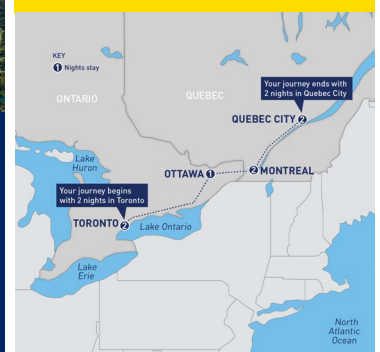 KEY
1 Nights stay
ONTARIO
QUEBEC
Your journey ends with
2 nights in Quebec City
QUEBEC CITY 2
Lake
Huron
OTTAWA 1
2 MONTREAL
Your journey begins
with 2 nights in Toronto
TORONTO 2
Lake Ontario
Lake
Erie
North
Atlantic
Ocean